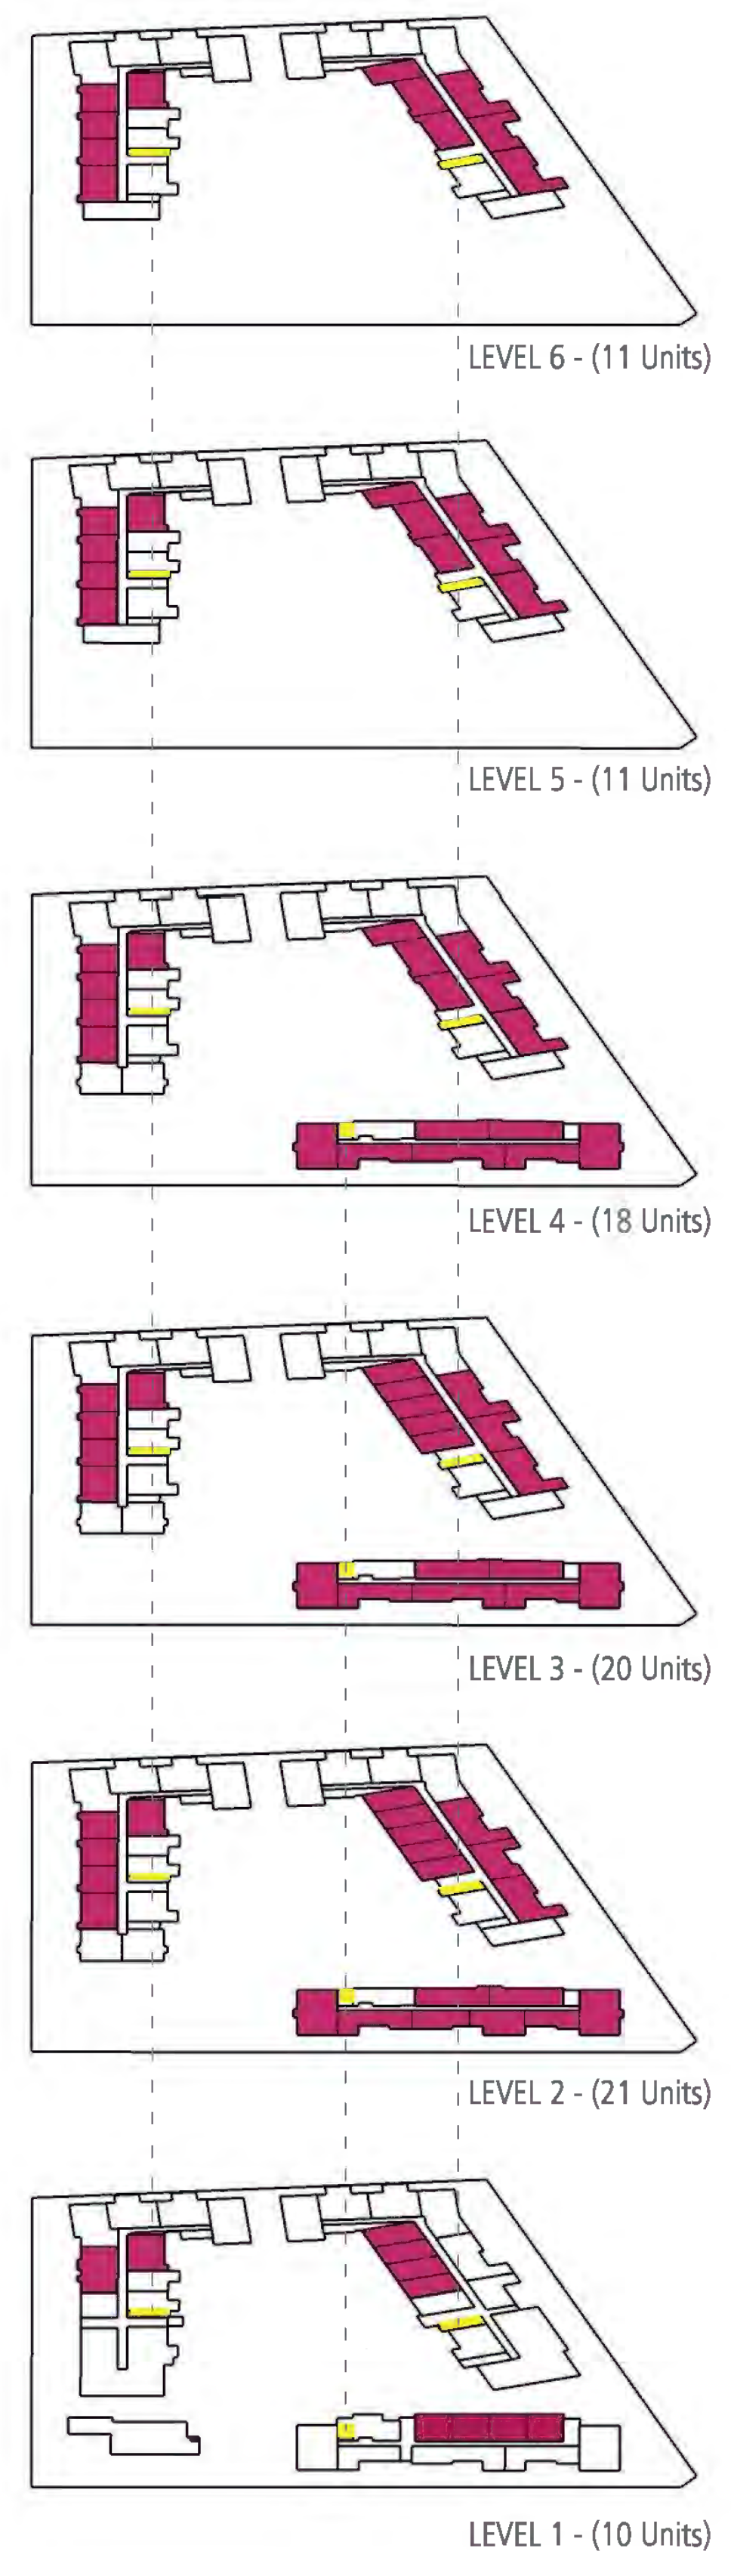 LEVEL 6 - (11 Units)
LEVEL 5 - (11 Units)
LEVEL 4 - (18 Units)
LEVEL 3 - (20 Units)
LEVEL 2 - (21 Units)
LEVEL 1 - (10 Units)